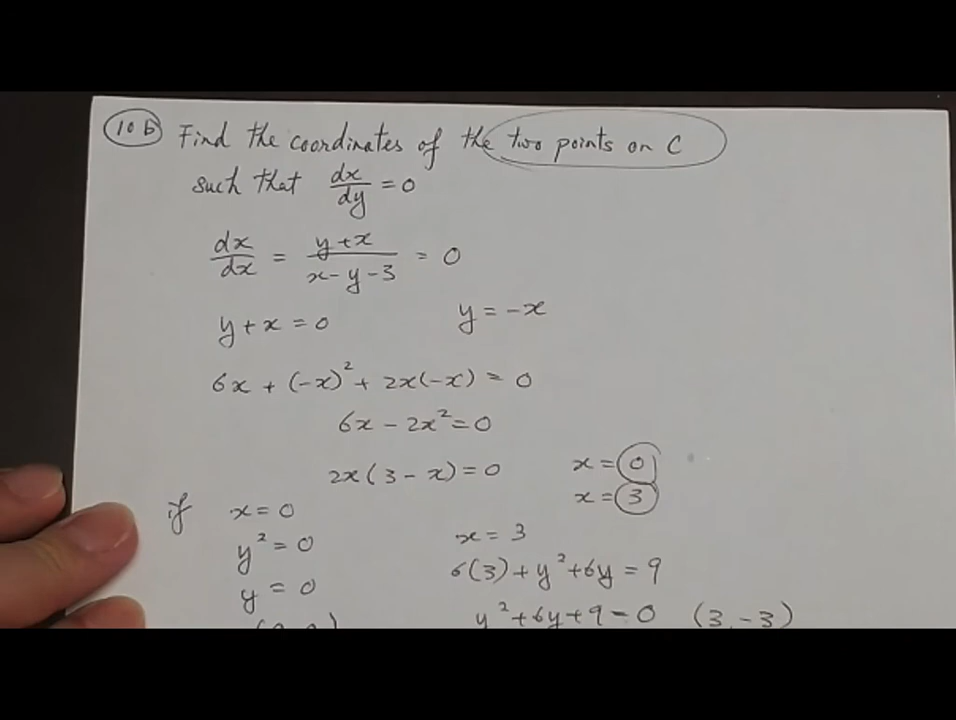 10 b Find the coordinates of the two points on C
such that dx/dy = 0
dx/dx = (y+x)/(x-y-3) = 0
y+x = 0 y = -x
6x + (-x)² + 2x(-x) = 0
6x - 2x² = 0
2x(3-x) = 0 x = 0
x = 3
if x = 0 x = 3
y² = 0 6(3) + y² + 6y = 9
y = 0 y² + 6y + 9 = 0 (3, -3)